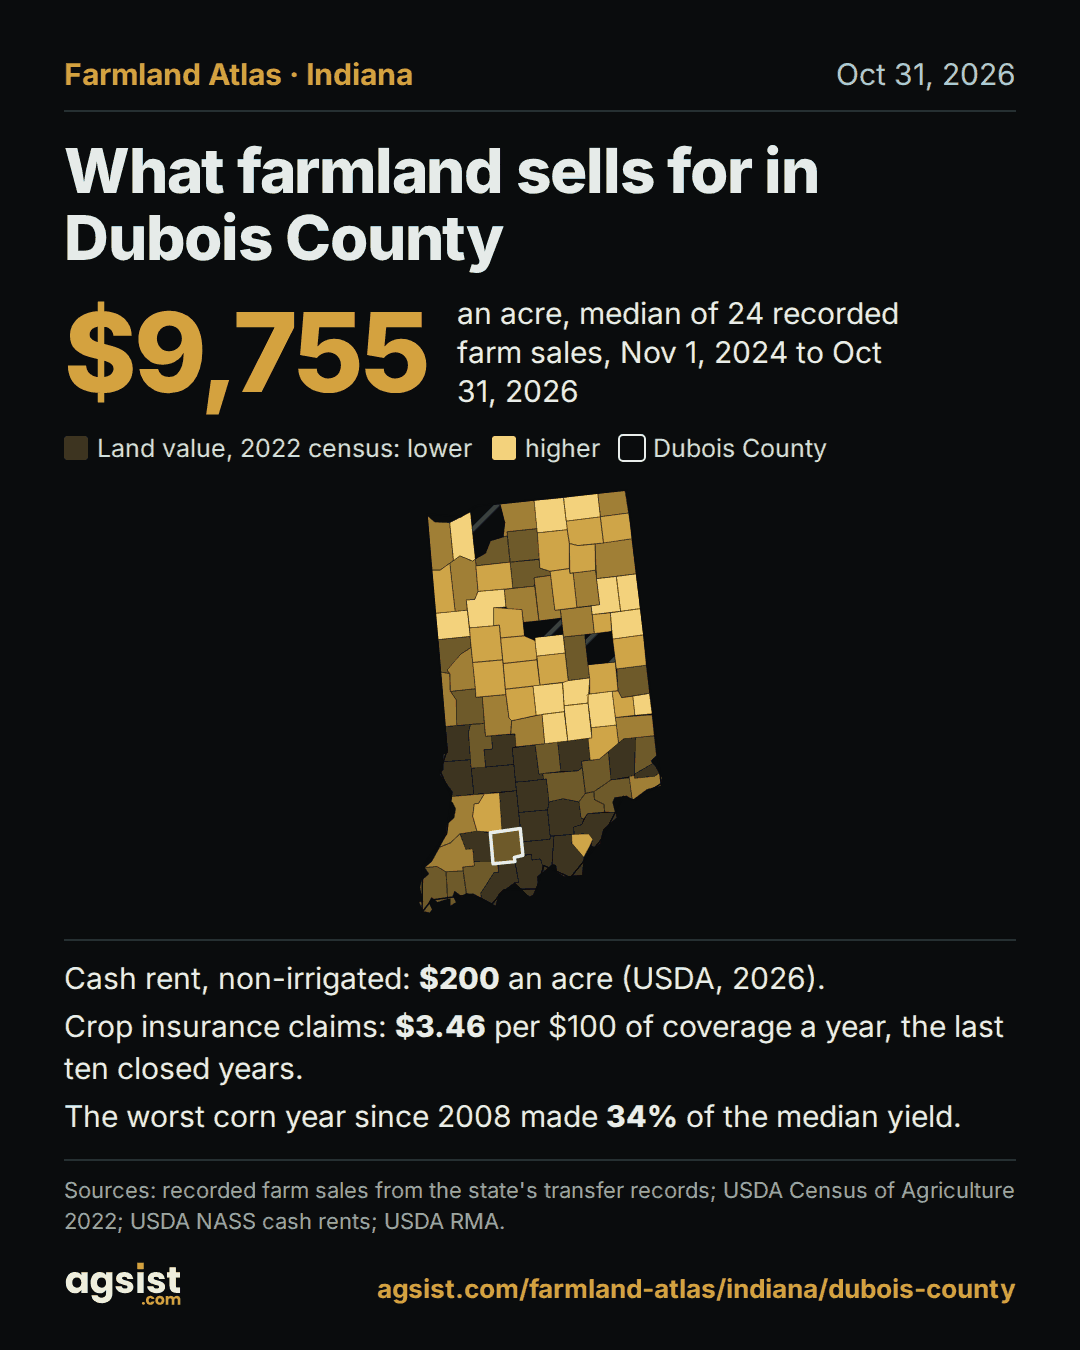 Farmland Atlas · Indiana
Oct 31, 2026
What farmland sells for in
Dubois County
$9,755
an acre, median of 24 recorded
farm sales, Nov 1, 2024 to Oct
31, 2026
Land value, 2022 census: lower
higher
Dubois County
Cash rent, non-irrigated: $200 an acre (USDA, 2026).
Crop insurance claims: $3.46 per $100 of coverage a year, the last
ten closed years.
The worst corn year since 2008 made 34% of the median yield.
Sources: recorded farm sales from the state's transfer records; USDA Census of Agriculture
2022; USDA NASS cash rents; USDA RMA.
agsist
.com
agsist.com/farmland-atlas/indiana/dubois-county